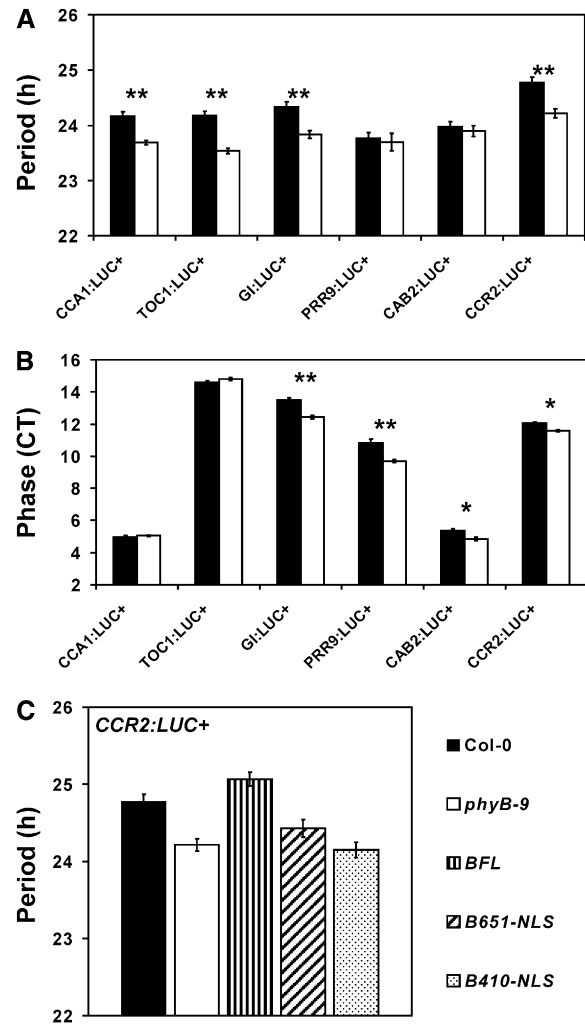 A
26
25
24
23
22
Period (h)
**
**
**
**
CCA1:LUC+
TOC1:LUC+
GI:LUC+
PRR9:LUC+
CAB2:LUC+
CCR2:LUC+
B
16
14
12
10
8
6
4
2
Phase (CT)
**
**
*
*
CCA1:LUC+
TOC1:LUC+
GI:LUC+
PRR9:LUC+
CAB2:LUC+
CCR2:LUC+
C
26
25
24
23
22
Period (h)
CCR2:LUC+
Col-0
phyB-9
BFL
B651-NLS
B410-NLS